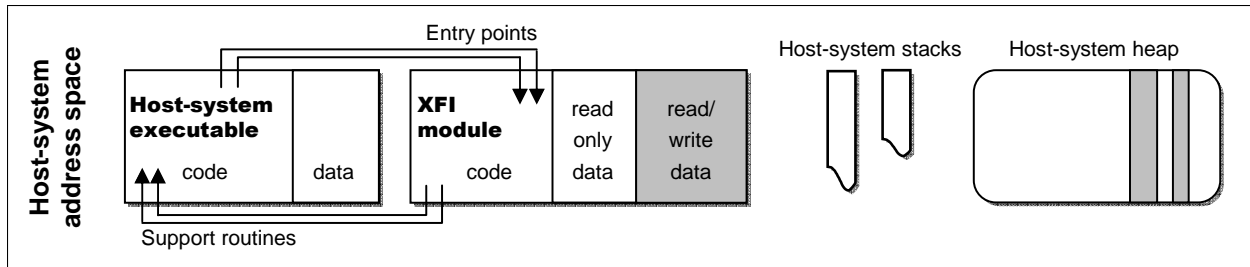 Host-system
address space
Entry points
Host-system
executable
code
data
XFI
module
code
read
only
data
read/
write
data
Support routines
Host-system stacks
Host-system heap